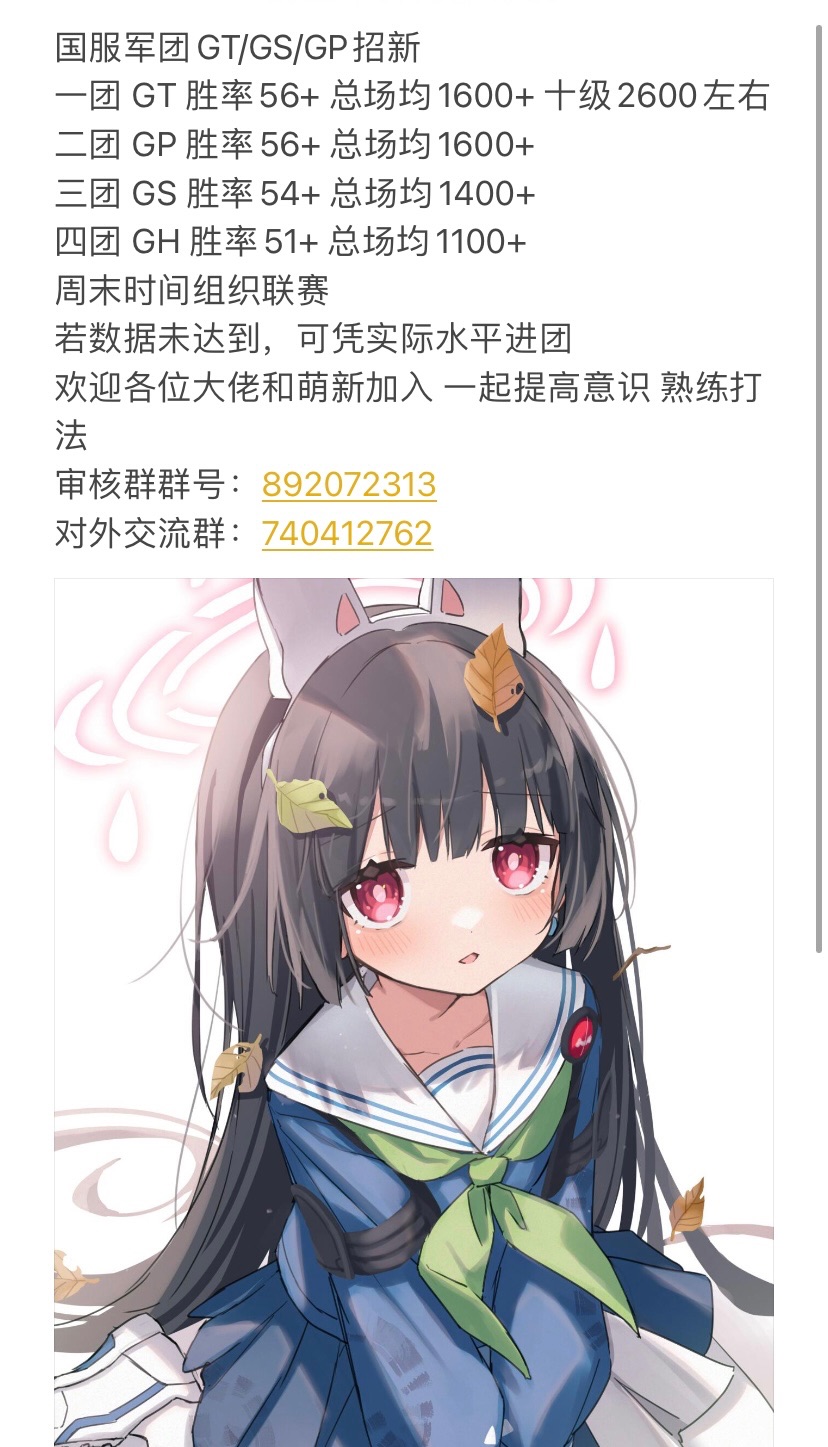 国服军团GT/GS/GP招新
一团 GT 胜率56+ 总场均1600+ 十级2600左右
二团 GP 胜率56+ 总场均1600+
三团 GS 胜率54+ 总场均1400+
四团 GH 胜率51+ 总场均1100+
周末时间组织联赛
若数据未达到，可凭实际水平进团
欢迎各位大佬和萌新加入 一起提高意识 熟练打
法
审核群群号：892072313
对外交流群：740412762